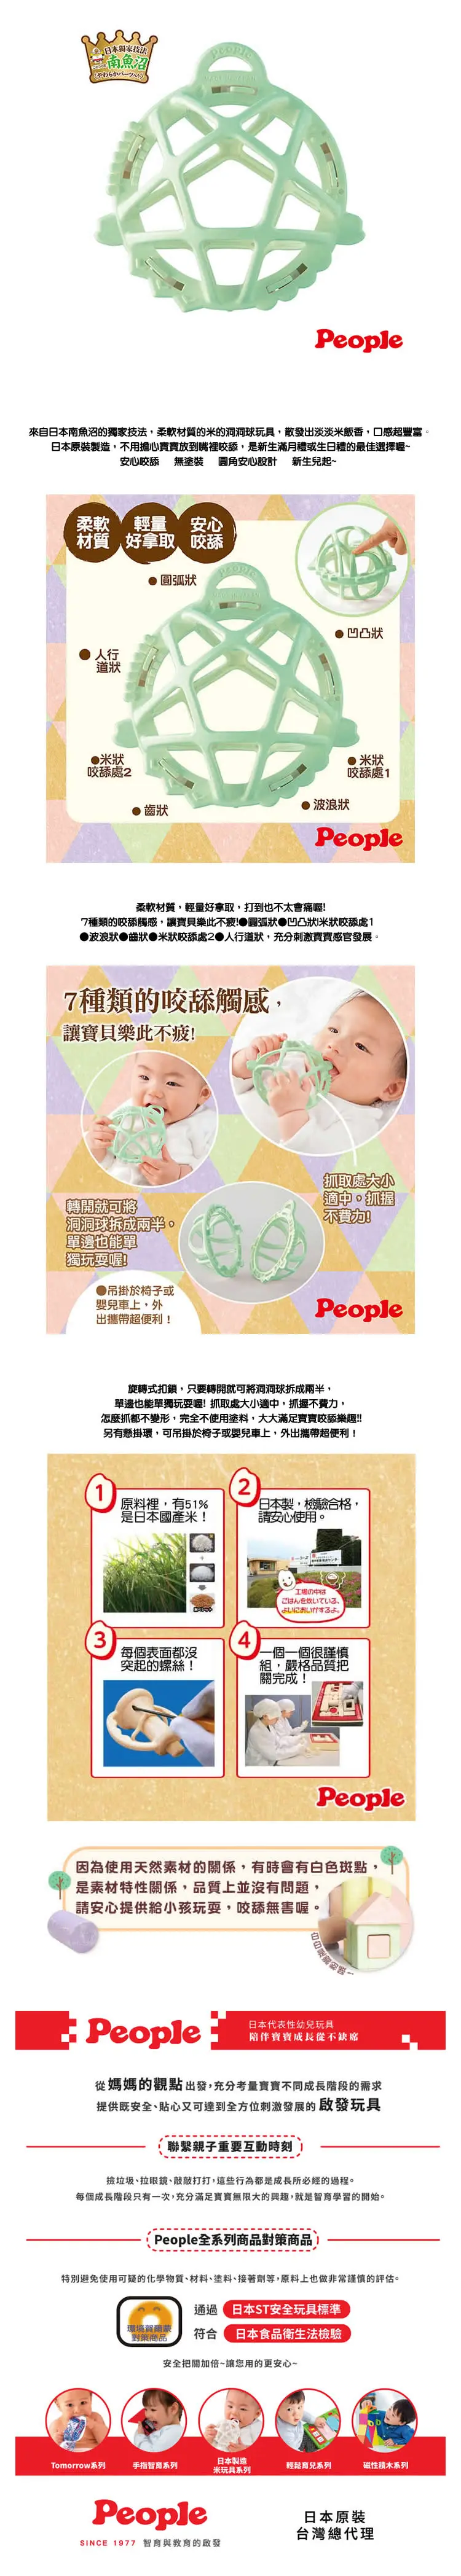 日本獨家技法
南魚沼
People
People
來自日本南魚沼的獨家技法，柔軟材質的米的洞洞球玩具，散發出淡淡米飯香，口感超豐富。
日本原裝製造，不用擔心寶寶放到嘴裡咬舔，是新生滿月禮或生日禮的最佳選擇喔~
安心咬舔 無塗裝 圓角安心設計 新生兒起~
柔軟
材質
輕量
好拿取
安心
咬舔
●圓弧狀
●凹凸狀
●人行
道狀
●米狀
咬舔處2
●米狀
咬舔處1
●齒狀
●波浪狀
People
柔軟材質，輕量好拿取，打到也不太會痛喔!
7種類的咬舔觸感，讓寶貝樂此不疲!●圓弧狀●凹凸狀!米狀咬舔處1
●波浪狀●齒狀●米狀咬舔處2●人行道狀，充分刺激寶寶感官發展。
7種類的咬舔觸感，
讓寶貝樂此不疲!
抓取處大小
適中，抓握
不費力!
轉開就可將
洞洞球拆成兩半，
單邊也能單
獨玩耍喔!
●吊掛於椅子或
嬰兒車上，外
出攜帶超便利！
People
旋轉式扣鎖，只要轉開就可將洞洞球拆成兩半，
單邊也能單獨玩耍喔! 抓取處大小適中，抓握不費力，
怎麼抓都不變形，完全不使用塗料，大大滿足寶寶咬舔樂趣!!
另有懸掛環，可吊掛於椅子或嬰兒車上，外出攜帶超便利！
1
原料裡，有51%
是日本國產米！
2
日本製，檢驗合格，
請安心使用。
工場の中は
ごはんを炊いている、
よいにおいがするよ。
3
每個表面都沒
突起的螺絲！
4
一個一個很謹慎
組，嚴格品質把
關完成！
People
因為使用天然素材的關係，有時會有白色斑點，
是素材特性關係，品質上並沒有問題，
請安心提供給小孩玩耍，咬舔無害喔。
People
日本代表性幼兒玩具
陪伴寶寶成長從不缺席
從媽媽的觀點出發，充分考量寶寶不同成長階段的需求
提供既安全、貼心又可達到全方位刺激發展的啟發玩具
聯繫親子重要互動時刻
撿垃圾、拉眼鏡、敲敲打打，這些行為都是成長所必經的過程。
每個成長階段只有一次，充分滿足寶寶無限大的興趣，就是智育學習的開始。
People全系列商品對策商品
特別避免使用可疑的化學物質、材料、塗料、接著劑等，原料上也做非常謹慎的評估。
環境賀爾蒙
對策商品
通過 日本ST安全玩具標準
符合 日本食品衛生法檢驗
安全把關加倍~讓您用的更安心~
Tomorrow系列
手指智育系列
日本製造
米玩具系列
輕鬆育兒系列
磁性積木系列
People
SINCE 1977 智育與教育的啟發
日本原裝
台灣總代理